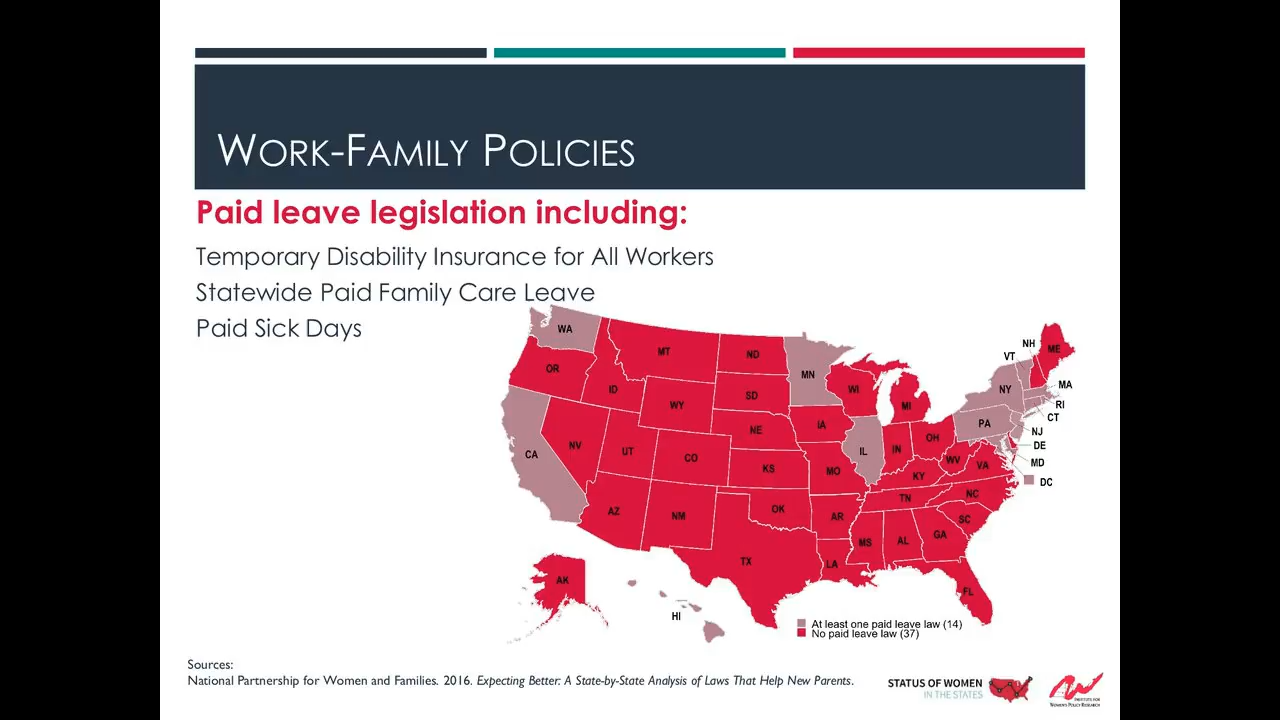 WORK-FAMILY POLICIES
Paid leave legislation including:
Temporary Disability Insurance for All Workers
Statewide Paid Family Care Leave
Paid Sick Days
WA
MT
ND
MN
OR
ID
SD
WI
WY
MI
NH
ME
VT
NY
MA
RI
CT
PA
NJ
DE
MD
DC
CA
NV
UT
CO
NE
IA
KS
MO
IL
IN
OH
WV
VA
KY
NC
TN
SC
AZ
NM
OK
AR
MS
AL
GA
TX
LA
FL
AK
HI
At least one paid leave law (14)
No paid leave law (37)
Sources:
National Partnership for Women and Families. 2016. Expecting Better: A State-by-State Analysis of Laws That Help New Parents.
STATUS OF WOMEN
IN THE STATES
INSTITUTE FOR
WOMEN'S POLICY RESEARCH